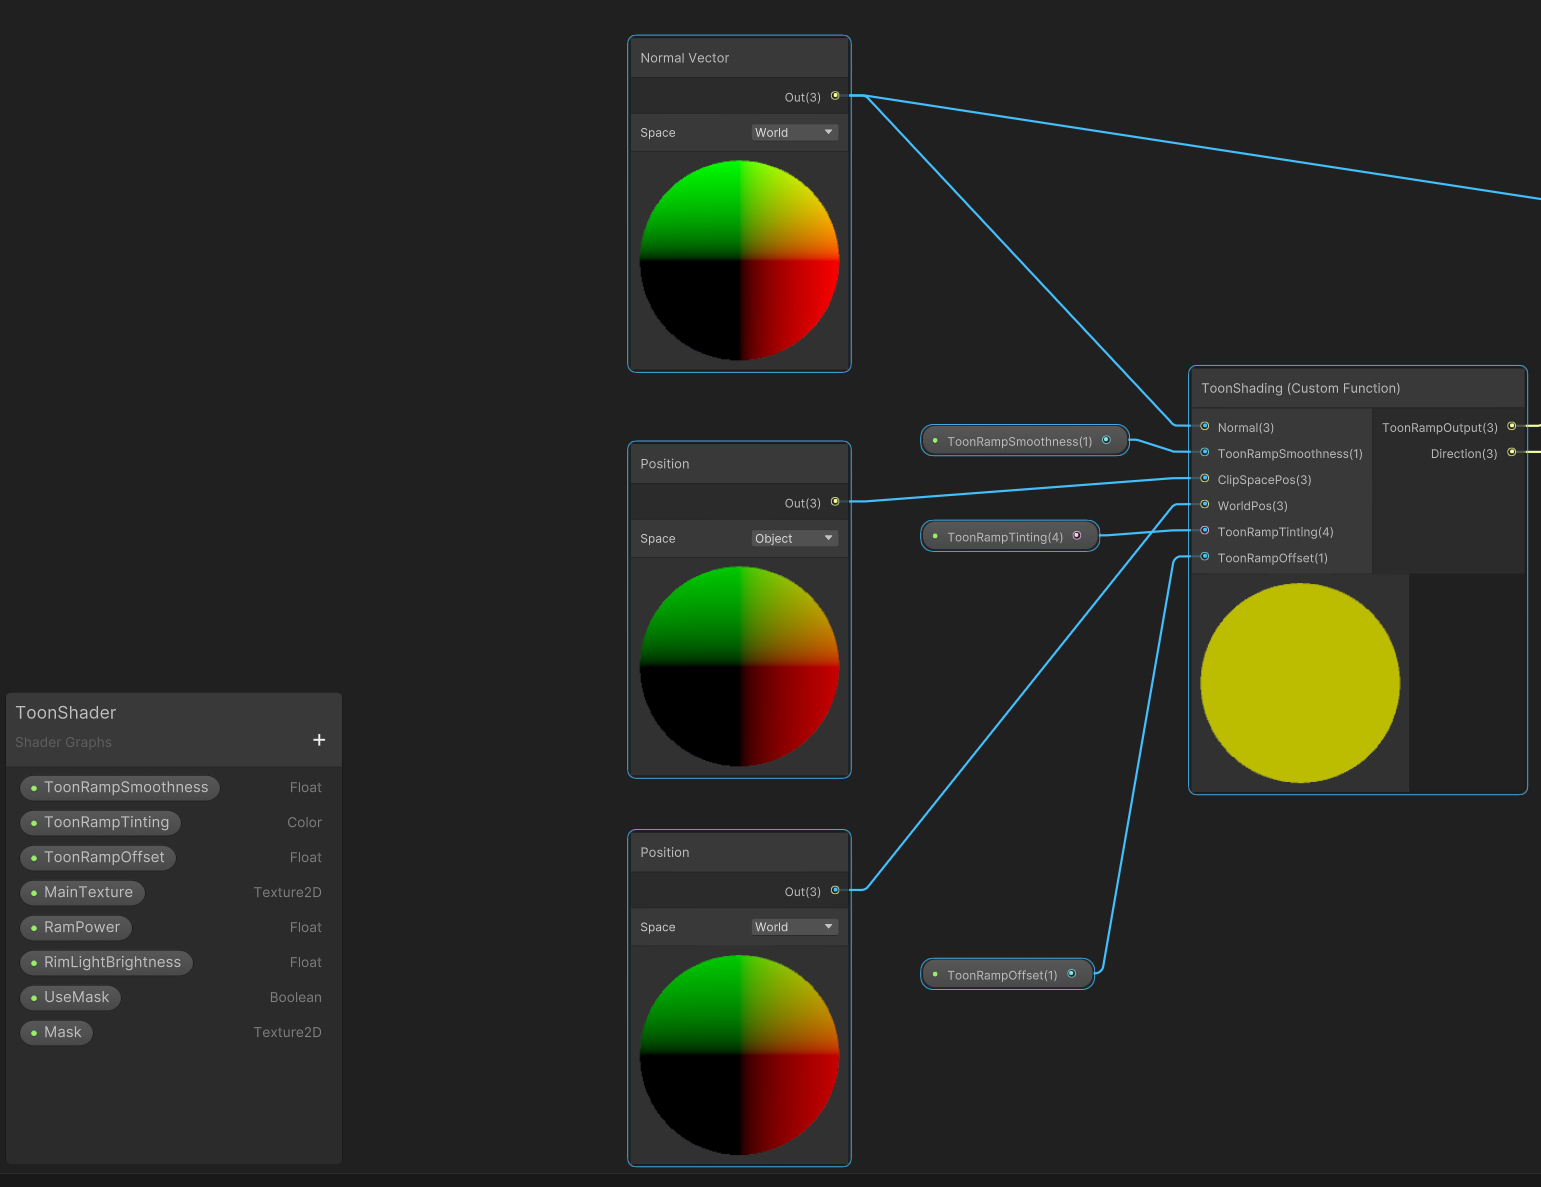 Normal Vector
Out(3)
Space World
Position
Out(3)
Space Object
Position
Out(3)
Space World
ToonRampSmoothness(1)
ToonRampTinting(4)
ToonRampOffset(1)
ToonShading (Custom Function)
Normal(3) ToonRampOutput(3)
ToonRampSmoothness(1) Direction(3)
ClipSpacePos(3)
WorldPos(3)
ToonRampTinting(4)
ToonRampOffset(1)
ToonShader
Shader Graphs +
ToonRampSmoothness Float
ToonRampTinting Color
ToonRampOffset Float
MainTexture Texture2D
RamPower Float
RimLightBrightness Float
UseMask Boolean
Mask Texture2D